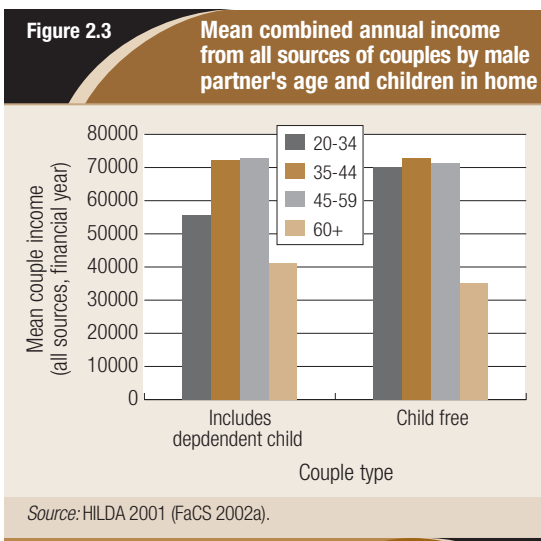 Figure 2.3
Mean combined annual income
from all sources of couples by male
partner's age and children in home
Mean couple income
(all sources, financial year)
80000
70000
60000
50000
40000
30000
20000
10000
0
20-34
35-44
45-59
60+
Includes
depdendent child
Child free
Couple type
Source: HILDA 2001 (FaCS 2002a).